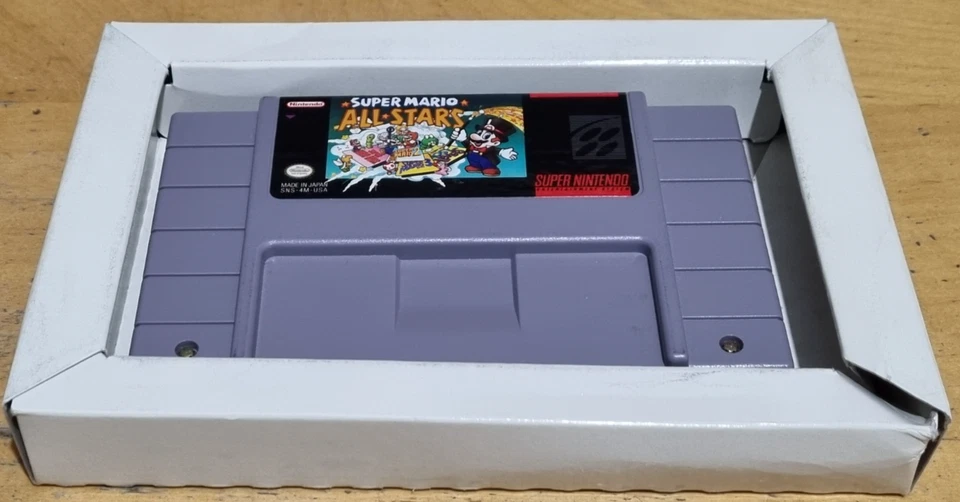 Nintendo
SUPER MARIO
ALL-STARS
MADE IN JAPAN
SNS-4M-USA
SUPER NINTENDO